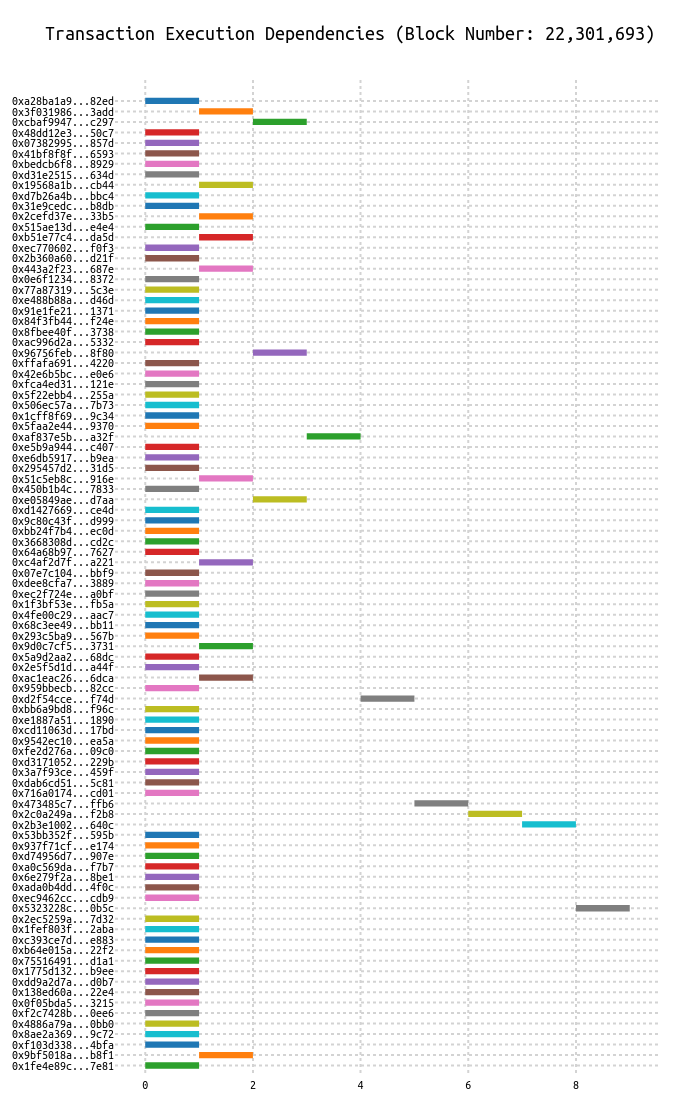 Transaction Execution Dependencies (Block Number: 22,301,693)
0xa28ba1a9...82ed
0x3f031986...3add
0xcbaf9947...c297
0x48dd12e3...50c7
0x07382995...857d
0x41bf8f8f...6593
0xbedcb6f8...8929
0xd31e2515...634d
0x19568a1b...cb44
0xd7b26a4b...bbc4
0x31e9cedc...b8db
0x2cefd37e...33b5
0x515ae13d...e4e4
0xb51e77c4...da5d
0xec770602...f0f3
0x2b360a60...d21f
0x443a2f23...687e
0x0e6f1234...8372
0x77a87319...5c3e
0xe488b88a...d46d
0x91e1fe21...1371
0x84f3fb44...f24e
0x8fbee40f...3738
0xac996d2a...5332
0x96756feb...8f80
0xffafa691...4220
0x42e6b5bc...e0e6
0xfca4ed31...121e
0x5f22ebb4...255a
0x506ec57a...7b73
0x1cff8f69...9c34
0x5faa2e44...9370
0xaf837e5b...a32f
0xe5b9a944...c407
0xe6db5917...b9ea
0x295457d2...31d5
0x51c5eb8c...916e
0x450b1b4c...7833
0xe05849ae...d7aa
0xd1427669...ce4d
0x9c80c43f...d999
0xbb24f7b4...ec0d
0x3668308d...cd2c
0x64a68b97...7627
0xc4af2d7f...a221
0x07e7c104...bbf9
0xdee8cfa7...3889
0xec2f724e...a0bf
0x1f3bf53e...fb5a
0x4fe00c29...aac7
0x68c3ee49...bb11
0x293c5ba9...567b
0x9d0c7cf5...3731
0x5a9d2aa2...68dc
0x2e5f5d1d...a44f
0xac1eac26...6dca
0x959bbecb...82cc
0xd2f54cce...f74d
0xbb6a9bd8...f96c
0xe1887a51...1890
0xcd11063d...17bd
0x9542ec10...ea5a
0xfe2d276a...09c0
0xd3171052...229b
0x3a7f93ce...459f
0xdab6cd51...5c81
0x716a0174...cd01
0x473485c7...ffb6
0x2c0a249a...f2b8
0x2b3e1002...640c
0x53bb352f...595b
0x937f71cf...e174
0xd74956d7...907e
0xa0c569da...f7b7
0x6e279f2a...8be1
0xada0b4dd...4f0c
0xec9462cc...cdb9
0x5323228c...0b5c
0x2ec5259a...7d32
0x1fef803f...2aba
0xc393ce7d...e883
0xb64e015a...22f2
0x75516491...d1a1
0x1775d132...b9ee
0xdd9a2d7a...d0b7
0x138ed60a...22e4
0x0f05bda5...3215
0xf2c7428b...0ee6
0x4886a79a...0bb0
0x8ae2a369...9c72
0xf103d338...4bfa
0x9bf5018a...b8f1
0x1fe4e89c...7e81
0 2 4 6 8